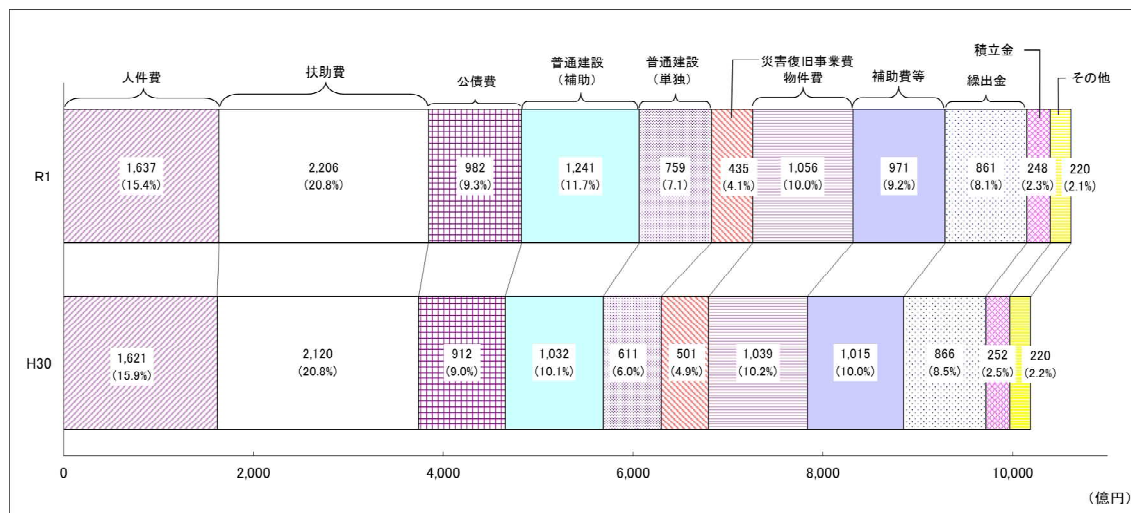 積立金
普通建設 普通建設 災害復旧事業費
人件費 扶助費 公債費 (補助) (単独) 物件費 補助費等 繰出金 その他
R1
1,637 2,206 982 1,241 759 435 1,056 971 861 248 220
(15.4%) (20.8%) (9.3%) (11.7%) (7.1) (4.1%) (10.0%) (9.2%) (8.1%) (2.3%) (2.1%)
H30
1,621 2,120 912 1,032 611 501 1,039 1,015 866 252 220
(15.9%) (20.8%) (9.0%) (10.1%) (6.0%) (4.9%) (10.2%) (10.0%) (8.5%) (2.5%) (2.2%)
0 2,000 4,000 6,000 8,000 10,000
(億円)